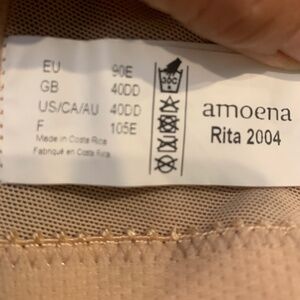 EU 90E
GB 40DD
US/CA/AU 40DD
F 105E
Made in Costa Rica
Fabriqué en Costa Rica
amoena
Rita 2004